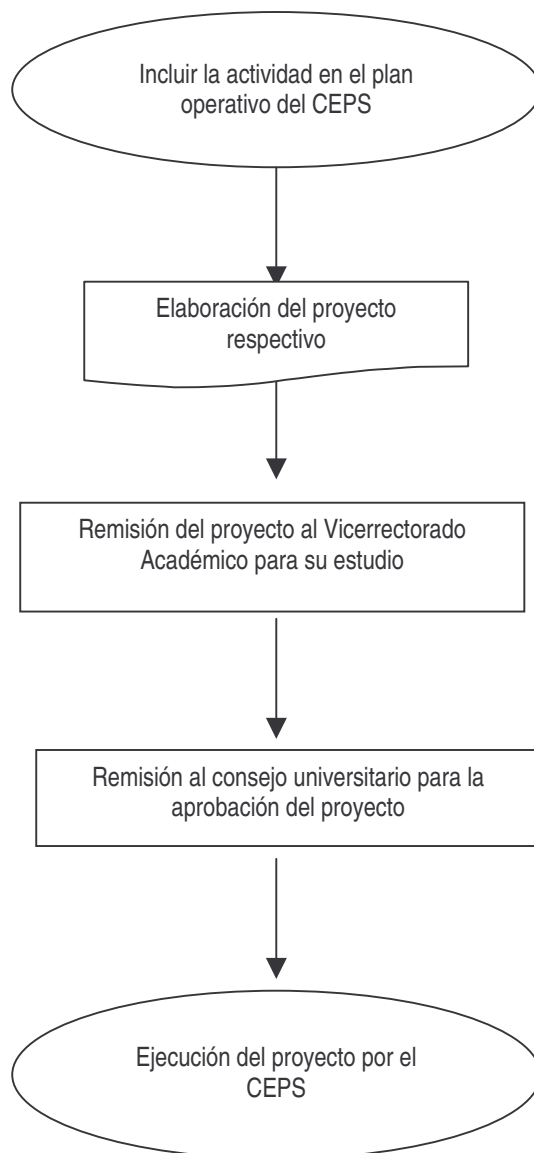 Incluir la actividad en el plan
operativo del CEPS
Elaboración del proyecto
respectivo
Remisión del proyecto al Vicerrectorado
Académico para su estudio
Remisión al consejo universitario para la
aprobación del proyecto
Ejecución del proyecto por el
CEPS